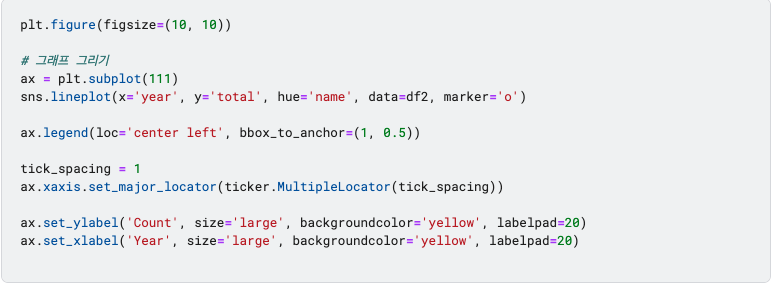 plt.figure(figsize=(10, 10))
# 그래프 그리기
ax = plt.subplot(111)
sns.lineplot(x='year', y='total', hue='name', data=df2, marker='o')
ax.legend(loc='center left', bbox_to_anchor=(1, 0.5))
tick_spacing = 1
ax.xaxis.set_major_locator(ticker.MultipleLocator(tick_spacing))
ax.set_ylabel('Count', size='large', backgroundcolor='yellow', labelpad=20)
ax.set_xlabel('Year', size='large', backgroundcolor='yellow', labelpad=20)